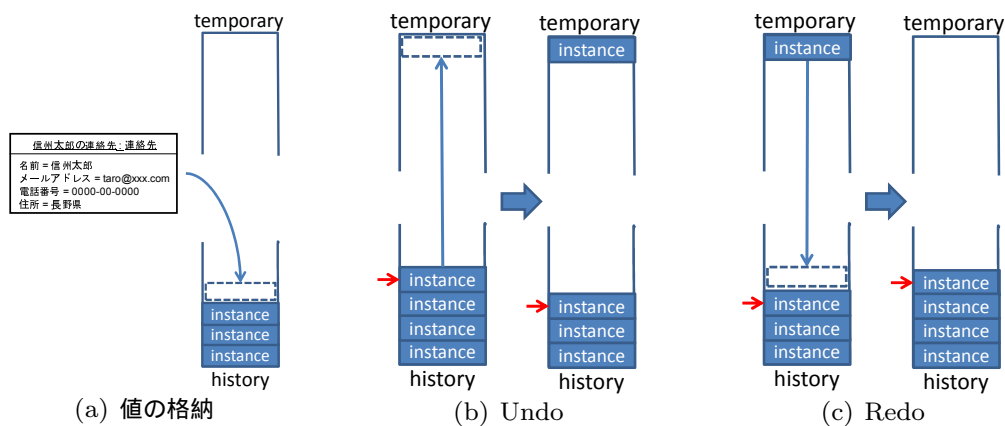 temporary
信州太郎の連絡先：連絡先
名前 = 信州太郎
メールアドレス = taro@xxx.com
電話番号 = 0000-00-0000
住所 = 長野県
instance
instance
instance
history
(a) 値の格納
temporary
temporary
instance
instance
instance
instance
instance
instance
instance
instance
history
history
(b) Undo
temporary
instance
temporary
instance
instance
instance
instance
instance
instance
instance
history
history
(c) Redo